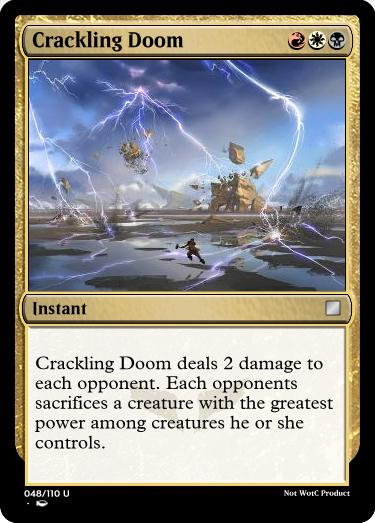 Crackling Doom
Instant
Crackling Doom deals 2 damage to
each opponent. Each opponents
sacrifices a creature with the greatest
power among creatures he or she
controls.
048/110 U
Not WotC Product